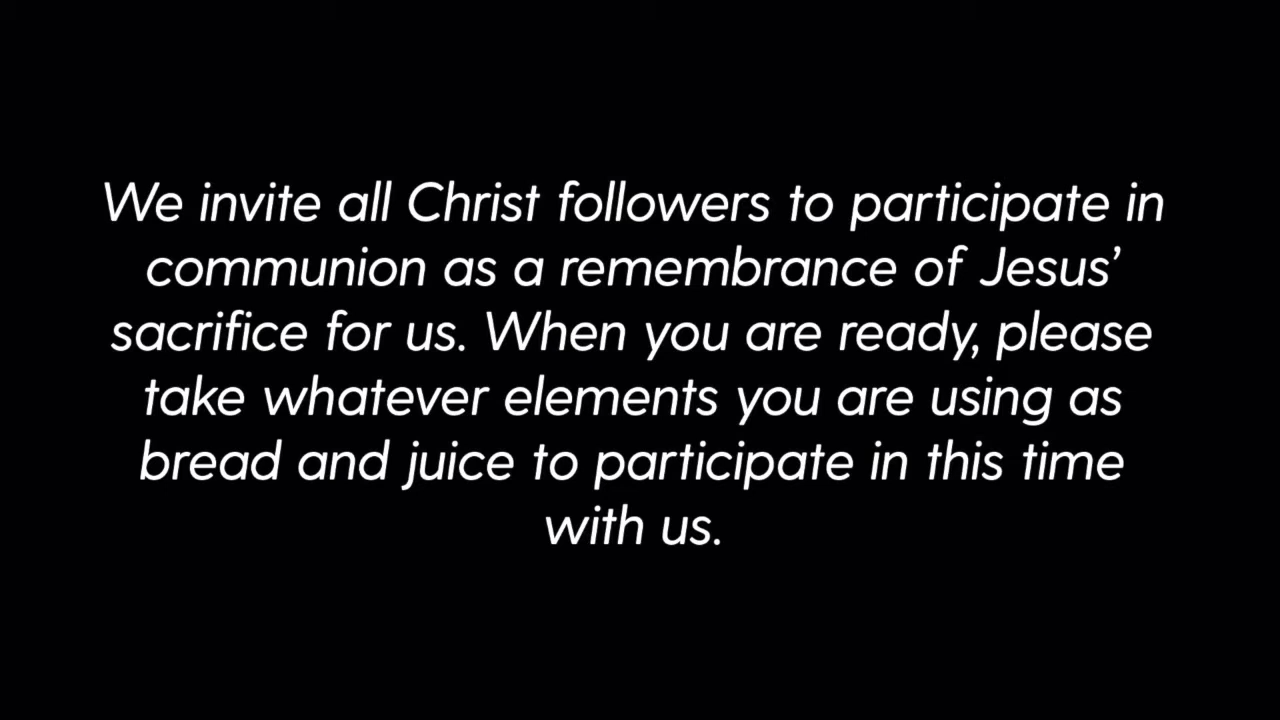 We invite all Christ followers to participate in
communion as a remembrance of Jesus’
sacrifice for us. When you are ready, please
take whatever elements you are using as
bread and juice to participate in this time
with us.